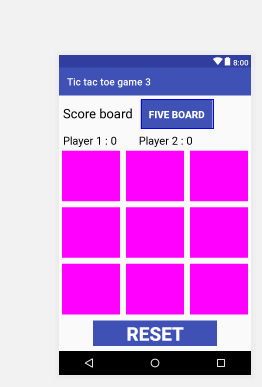 8:00
Tic tac toe game 3
Score board FIVE BOARD
Player 1 : 0 Player 2 : 0
RESET